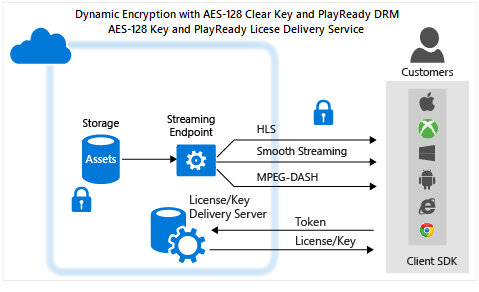 Dynamic Encryption with AES-128 Clear Key and PlayReady DRM
AES-128 Key and PlayReady Licese Delivery Service
Customers
Storage
Streaming
Endpoint
HLS
Smooth Streaming
Assets
MPEG-DASH
License/Key
Delivery Server
Token
License/Key
Client SDK